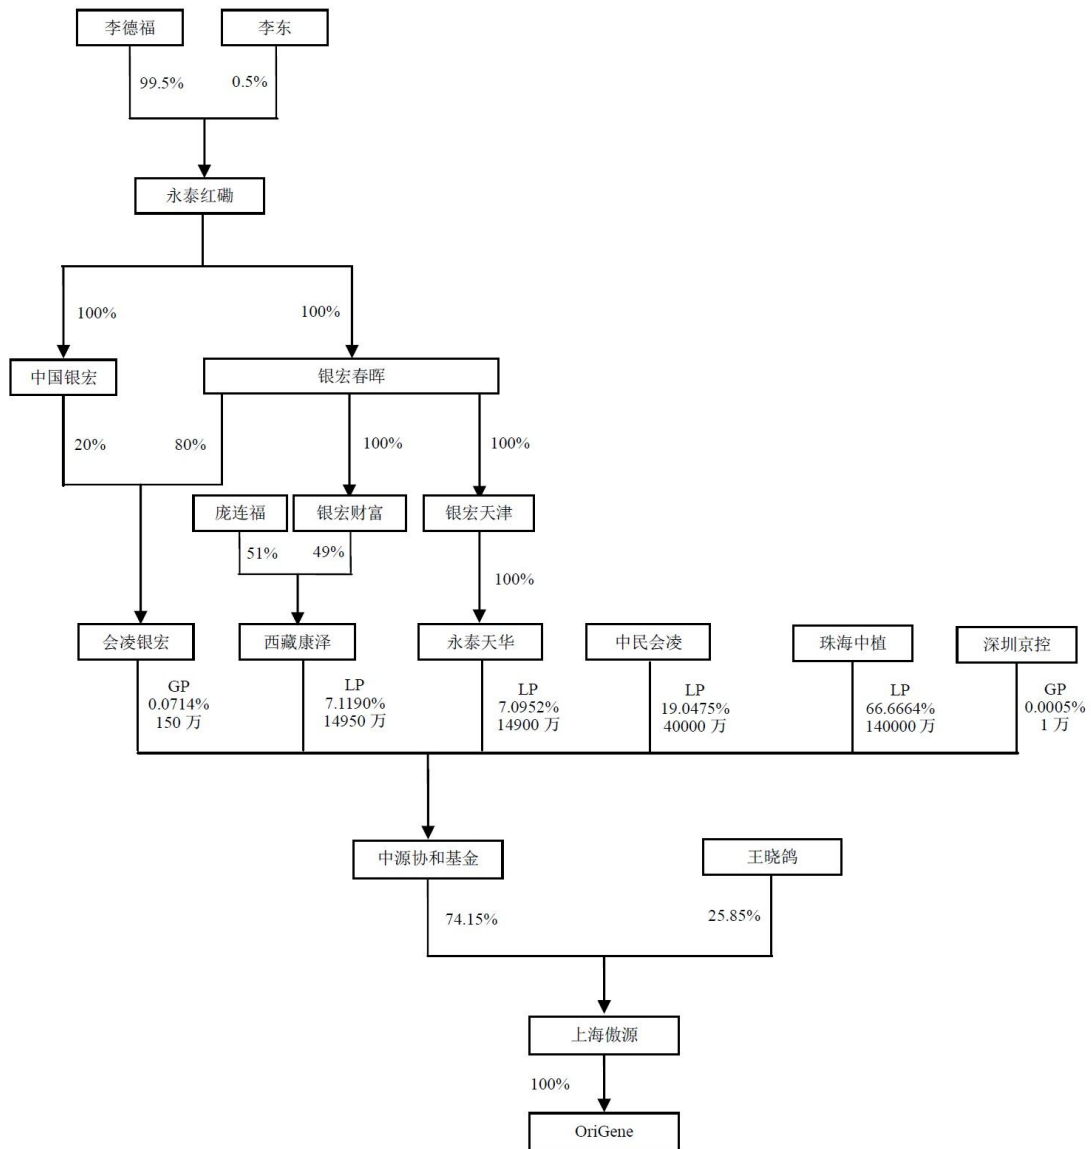 李德福
李东
99.5%
0.5%
永泰红磡
100%
100%
中国银宏
银宏春晖
20%
80%
100%
100%
庞连福
银宏财富
银宏天津
51%
49%
100%
会凌银宏
西藏康泽
永泰天华
中民会凌
珠海中植
深圳京控
GP
0.0714%
150 万
LP
7.1190%
14950 万
LP
7.0952%
14900 万
LP
19.0475%
40000 万
LP
66.6664%
140000 万
GP
0.0005%
1 万
中源协和基金
王晓鸽
74.15%
25.85%
上海傲源
100%
OriGene